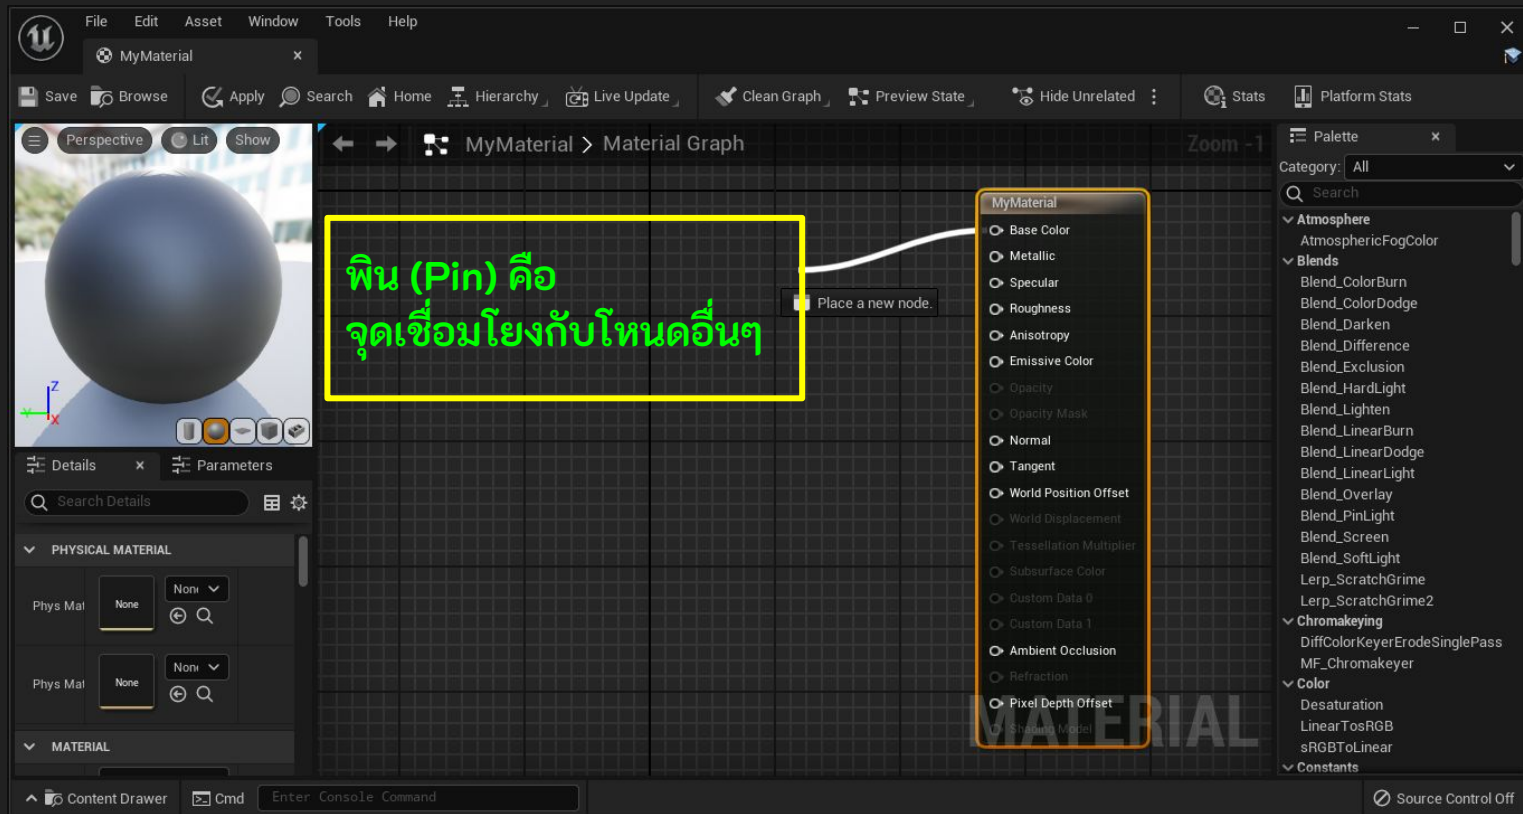 File Edit Asset Window Tools Help
MyMaterial
Save Browse Apply Search Home Hierarchy Live Update Clean Graph Preview State Hide Unrelated Stats Platform Stats
Perspective Lit Show
MyMaterial > Material Graph
Zoom -1
Palette
Category: All
Search
Atmosphere
AtmosphericFogColor
Blends
Blend_ColorBurn
Blend_ColorDodge
Blend_Darken
Blend_Difference
Blend_Exclusion
Blend_HardLight
Blend_Lighten
Blend_LinearBurn
Blend_LinearDodge
Blend_LinearLight
Blend_Overlay
Blend_PinLight
Blend_Screen
Blend_SoftLight
Lerp_ScratchGrime
Lerp_ScratchGrime2
Chromakeying
DiffColorKeyerErodeSinglePass
MF_Chromakeyer
Color
Desaturation
LinearTosRGB
sRGBToLinear
Constants
พิน (Pin) คือ
จุดเชื่อมโยงกับโหนดอื่นๆ
Place a new node.
MyMaterial
Base Color
Metallic
Specular
Roughness
Anisotropy
Emissive Color
Opacity
Opacity Mask
Normal
Tangent
World Position Offset
World Displacement
Tessellation Multiplier
Subsurface Color
Custom Data 0
Custom Data 1
Ambient Occlusion
Refraction
Pixel Depth Offset
Shading Model
MATERIAL
Z
Y
X
Details Parameters
Search Details
PHYSICAL MATERIAL
Phys Mat None None
Phys Mat None None
MATERIAL
Content Drawer Cmd Enter Console Command
Source Control Off